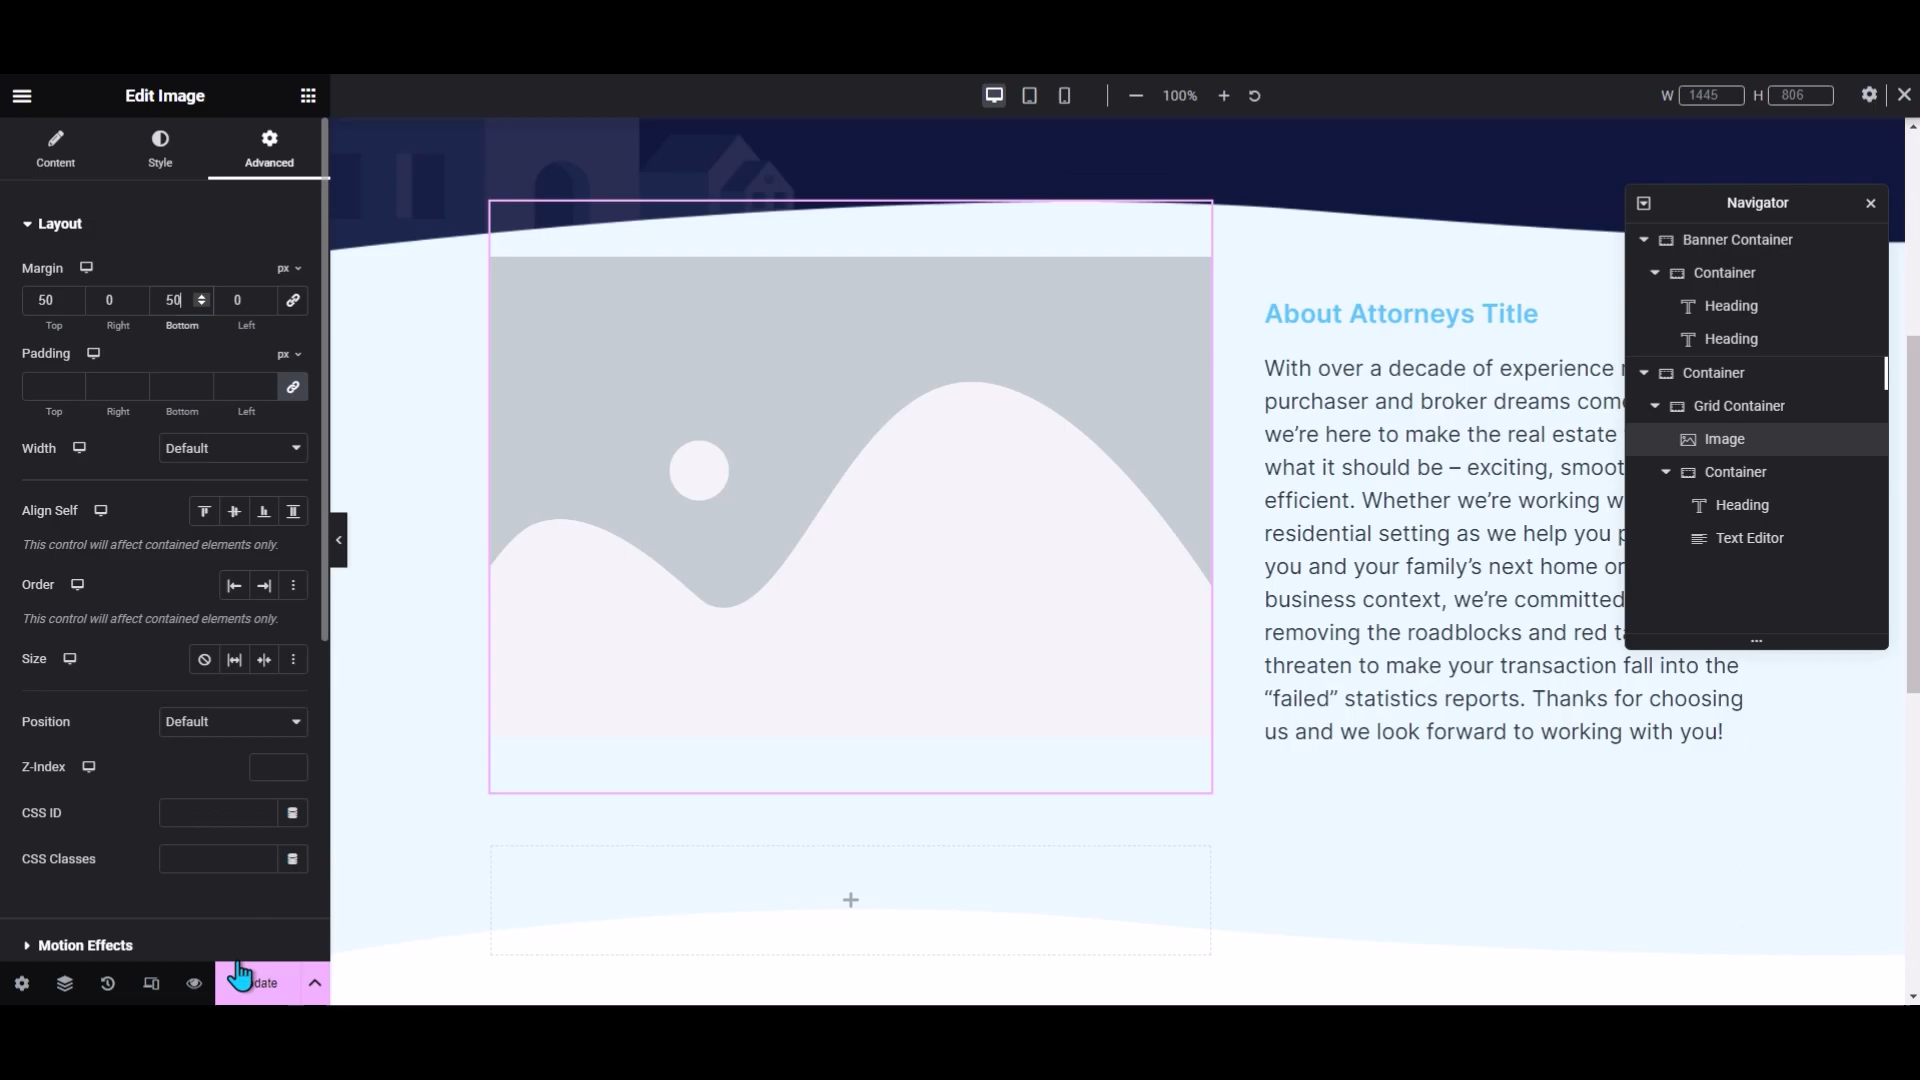 Edit Image
100%
W 1445 H 806
Content
Style
Advanced
Layout
Margin px
50 0 50 0
Top Right Bottom Left
Padding px
Top Right Bottom Left
Width Default
Align Self
This control will affect contained elements only.
Order
This control will affect contained elements only.
Size
Position Default
Z-Index
CSS ID
CSS Classes
Motion Effects
About Attorneys Title
With over a decade of experience
purchaser and broker dreams
we’re here to make the real estate
what it should be – exciting,
efficient. Whether we’re working
residential setting as we help you
you and your family’s next home or
business context, we’re committed
removing the roadblocks and red
threaten to make your transaction fall into the
“failed” statistics reports. Thanks for choosing
us and we look forward to working with you!
Navigator
Banner Container
Container
Heading
Heading
Container
Grid Container
Image
Container
Heading
Text Editor